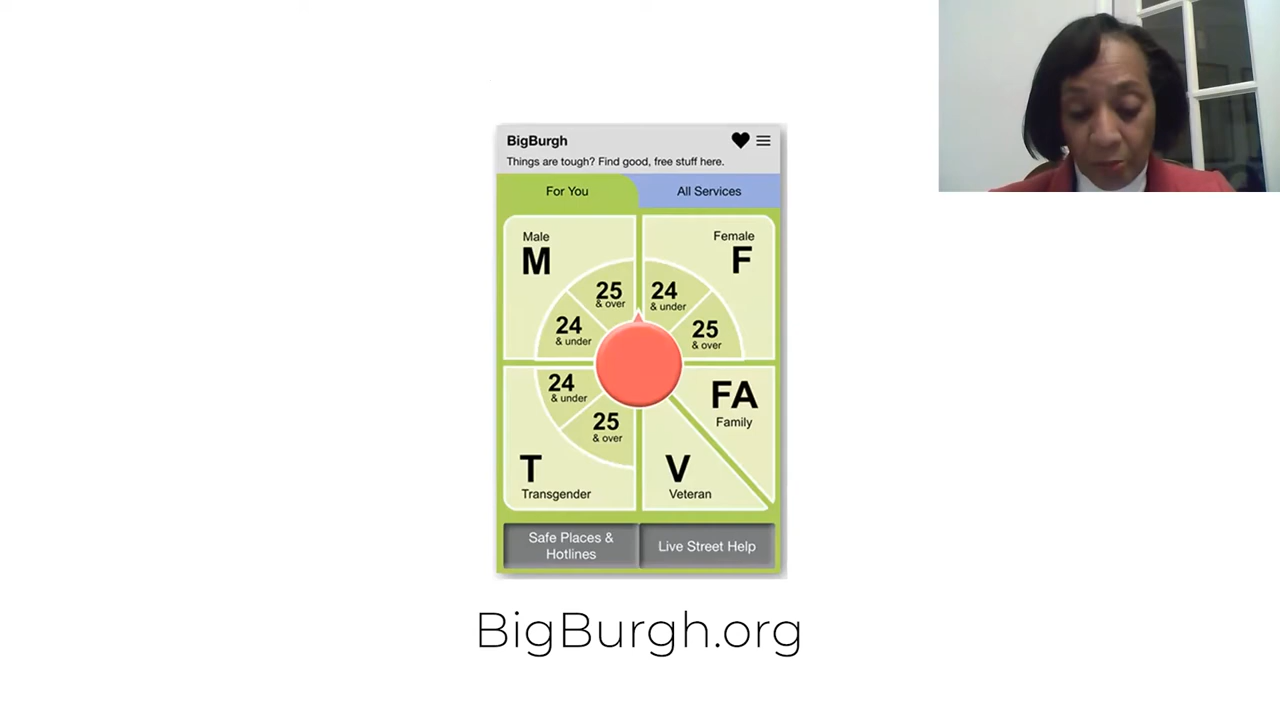 BigBurgh
Things are tough? Find good, free stuff here.
For You
All Services
Male
M
25
& over
24
& under
Female
F
24
& under
25
& over
24
& under
25
& over
T
Transgender
FA
Family
V
Veteran
Safe Places &
Hotlines
Live Street Help
BigBurgh.org